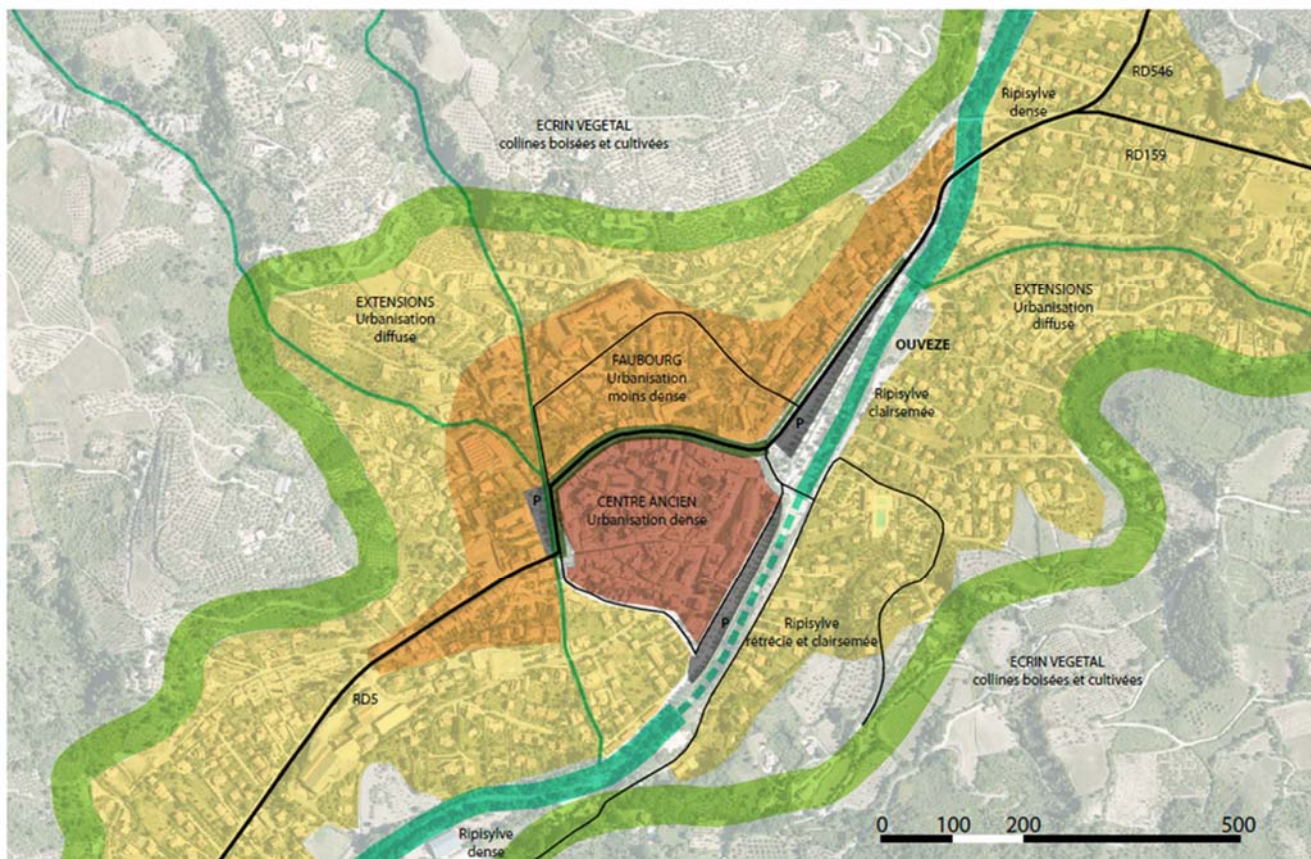 RD546
Ripisylve
dense
ECRIN VEGETAL
collines boisées et cultivées
RD159
EXTENSIONS
Urbanisation
diffuse
EXTENSIONS
Urbanisation
diffuse
OUVEZE
FAUBOURG
Urbanisation
moins dense
Ripisylve
clairsemée
P
P
CENTRE ANCIEN
Urbanisation dense
P
Ripisylve
rétrécie et clairsemée
ECRIN VEGETAL
collines boisées et cultivées
RD5
Ripisylve
dense
0 100 200 500